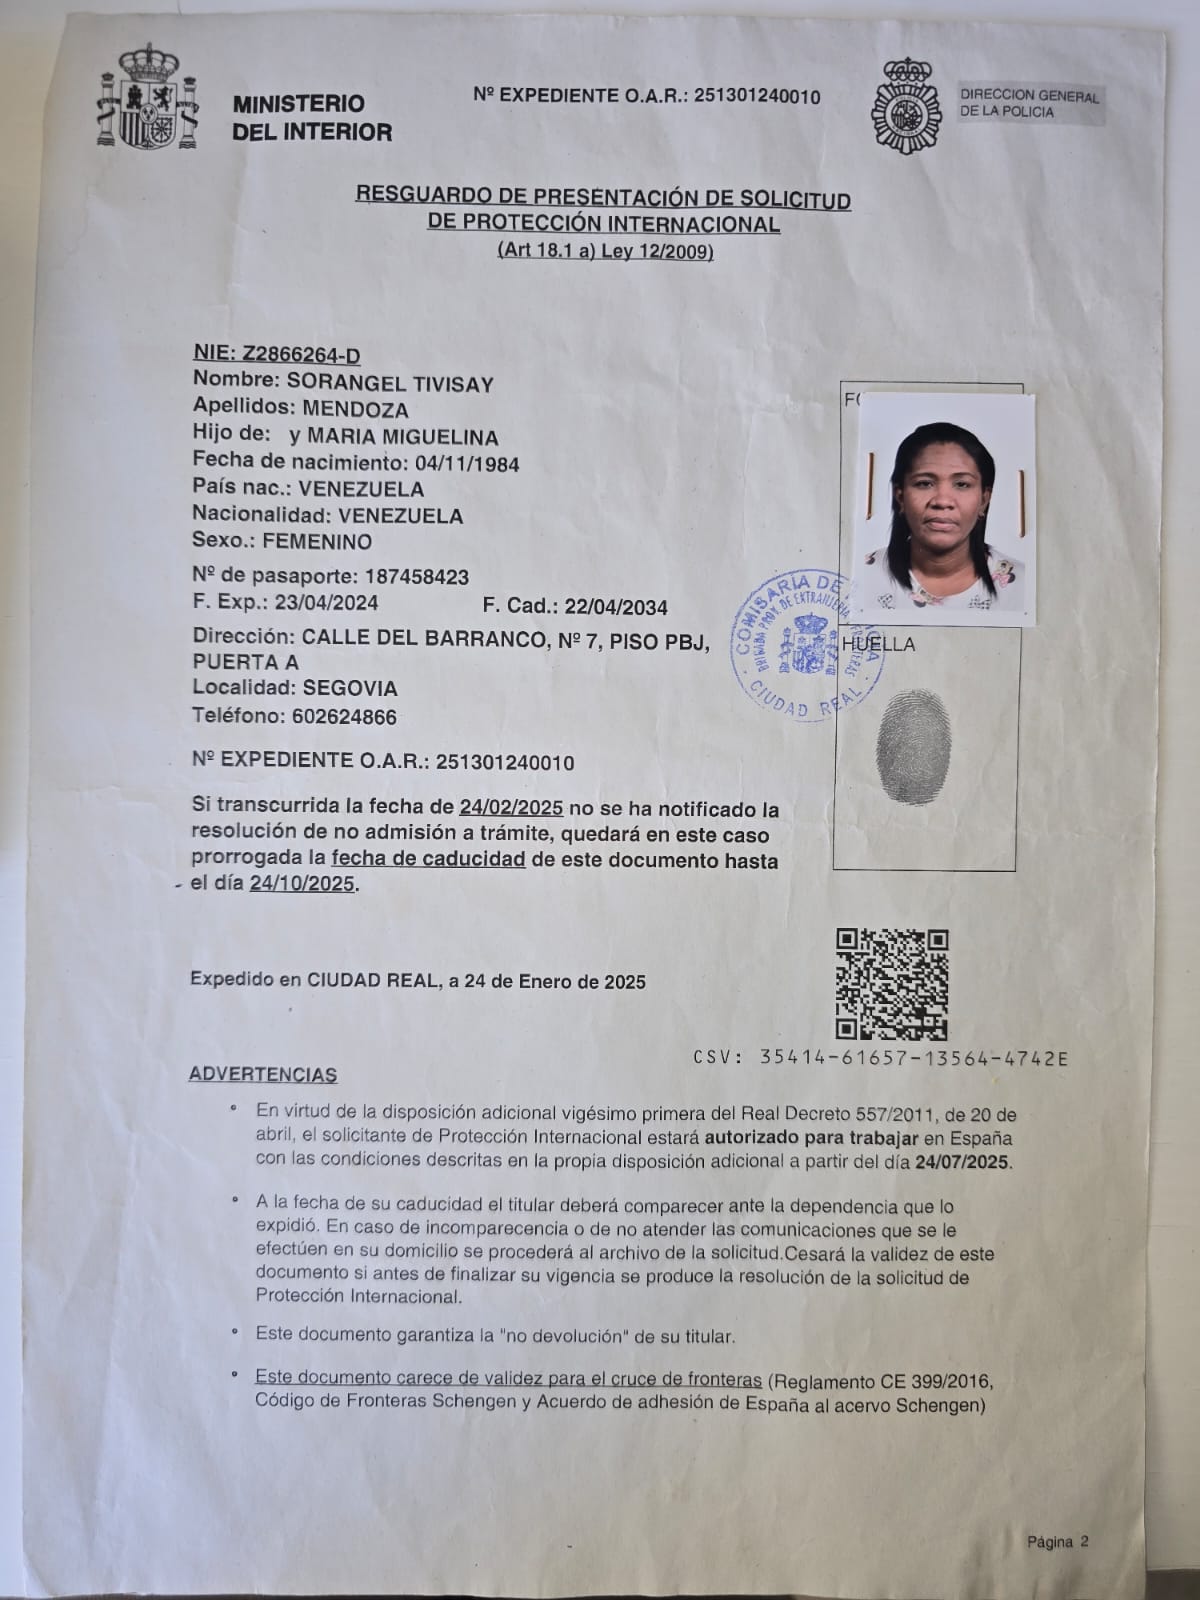 MINISTERIO
DEL INTERIOR
Nº EXPEDIENTE O.A.R.: 251301240010
DIRECCION GENERAL
DE LA POLICIA
RESGUARDO DE PRESENTACIÓN DE SOLICITUD
DE PROTECCIÓN INTERNACIONAL
(Art 18.1 a) Ley 12/2009)
NIE: Z2866264-D
Nombre: SORANGEL TIVISAY
Apellidos: MENDOZA
Hijo de: y MARIA MIGUELINA
Fecha de nacimiento: 04/11/1984
País nac.: VENEZUELA
Nacionalidad: VENEZUELA
Sexo.: FEMENINO
Nº de pasaporte: 187458423
F. Exp.: 23/04/2024 F. Cad.: 22/04/2034
Dirección: CALLE DEL BARRANCO, Nº 7, PISO PBJ,
PUERTA A
Localidad: SEGOVIA
Teléfono: 602624866
COMISARÍA DE
BRIGADA PROV. DE EXTRANJERIA
CIUDAD REAL
HUELLA
Nº EXPEDIENTE O.A.R.: 251301240010
Si transcurrida la fecha de 24/02/2025 no se ha notificado la
resolución de no admisión a trámite, quedará en este caso
prorrogada la fecha de caducidad de este documento hasta
el día 24/10/2025.
Expedido en CIUDAD REAL, a 24 de Enero de 2025
CSV: 35414-61657-13564-4742E
ADVERTENCIAS
• En virtud de la disposición adicional vigésimo primera del Real Decreto 557/2011, de 20 de
abril, el solicitante de Protección Internacional estará autorizado para trabajar en España
con las condiciones descritas en la propia disposición adicional a partir del día 24/07/2025.
• A la fecha de su caducidad el titular deberá comparecer ante la dependencia que lo
expidió. En caso de incomparecencia o de no atender las comunicaciones que se le
efectúen en su domicilio se procederá al archivo de la solicitud.Cesará la validez de este
documento si antes de finalizar su vigencia se produce la resolución de la solicitud de
Protección Internacional.
• Este documento garantiza la "no devolución" de su titular.
• Este documento carece de validez para el cruce de fronteras (Reglamento CE 399/2016,
Código de Fronteras Schengen y Acuerdo de adhesión de España al acervo Schengen)
Página 2